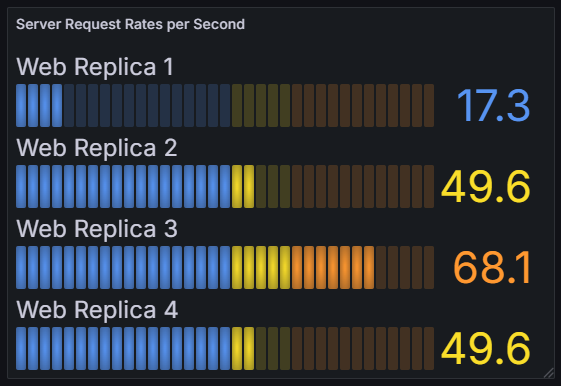 Server Request Rates per Second
Web Replica 1
17.3
Web Replica 2
49.6
Web Replica 3
68.1
Web Replica 4
49.6